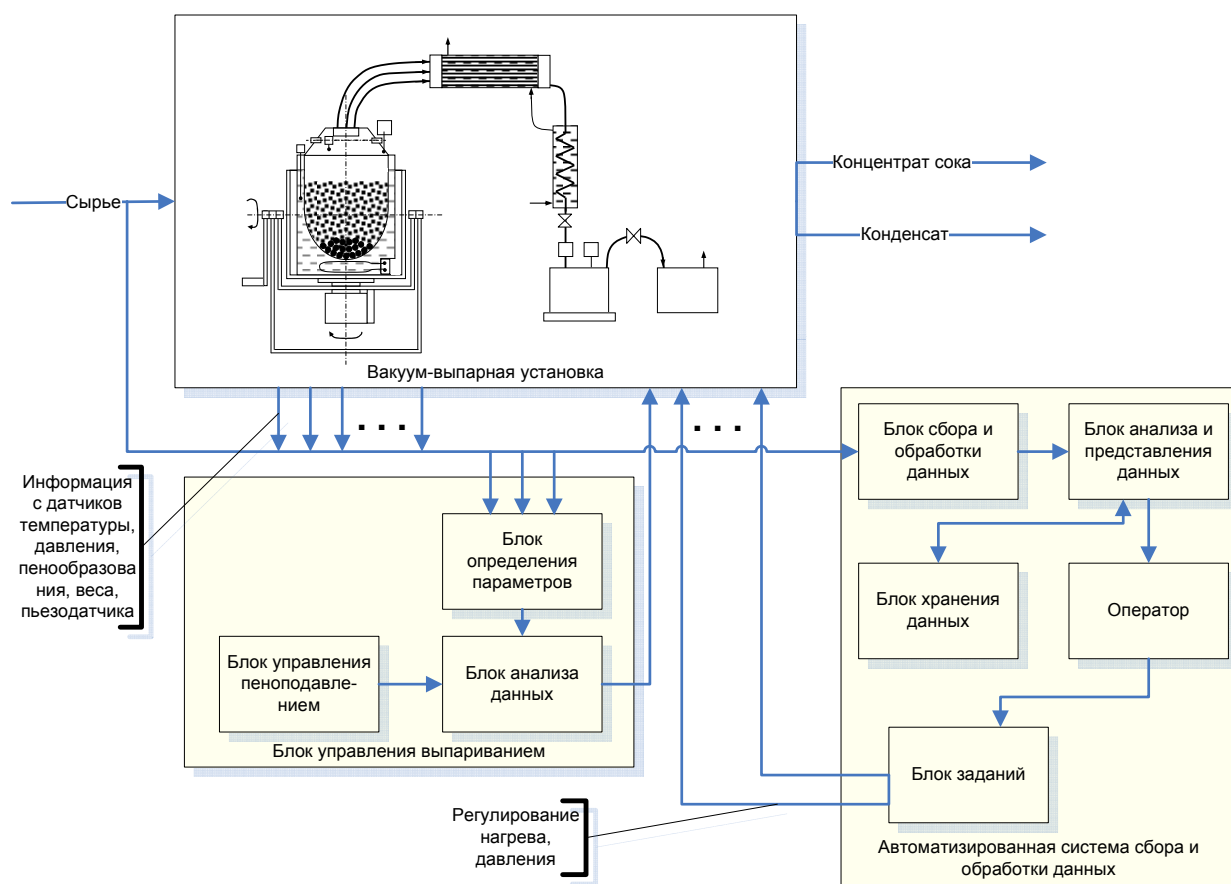 Сырье
Вакуум-выпарная установка
Концентрат сока
Конденсат
. . .
. . .
Информация
с датчиков
температуры,
давления,
пенообразова
ния, веса,
пьезодатчика
Блок
определения
параметров
Блок управления
пеноподавле-
нием
Блок анализа
данных
Блок управления выпариванием
Блок сбора и
обработки
данных
Блок анализа и
представления
данных
Блок хранения
данных
Оператор
Блок заданий
Автоматизированная система сбора и
обработки данных
Регулирование
нагрева,
давления